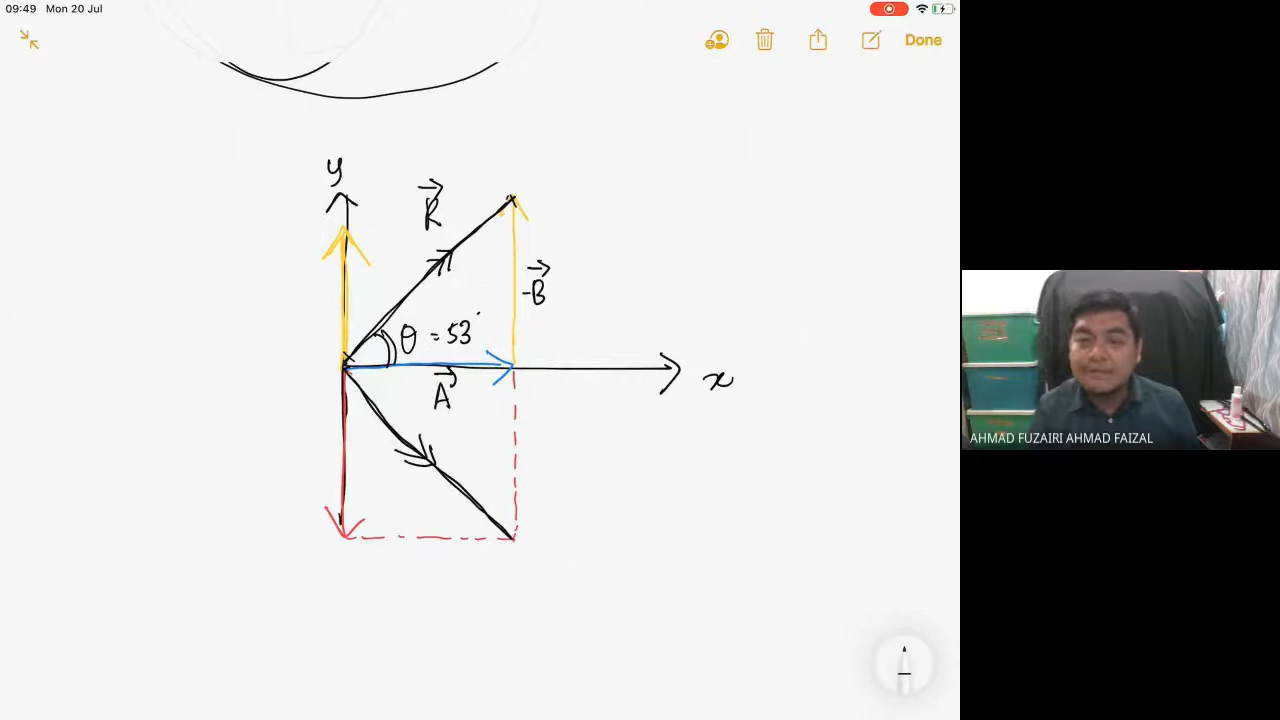 09:49 Mon 20 Jul
Done
y
R
-B
θ = 53°
A
x
AHMAD FUZAIRI AHMAD FAIZAL